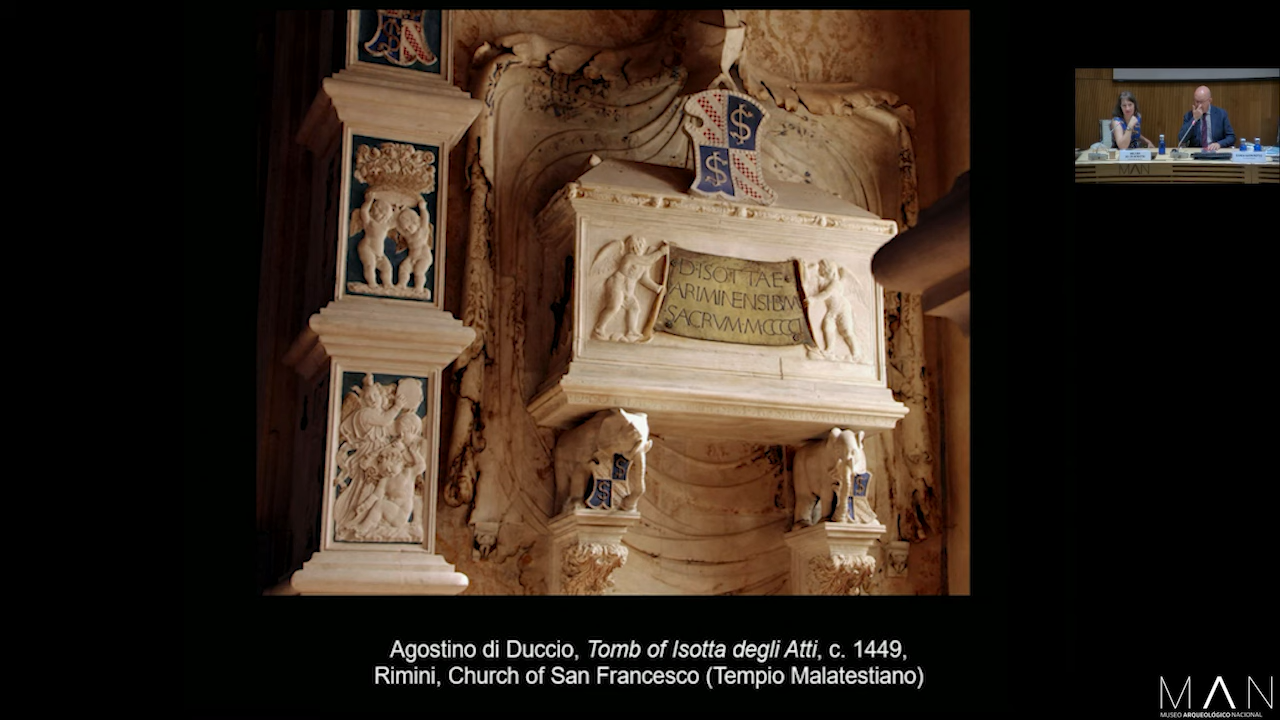 D·ISOTTAE
ARIMINENSI·B·M
SACRVM·MCCCCL
Agostino di Duccio, Tomb of Isotta degli Atti, c. 1449,
Rimini, Church of San Francesco (Tempio Malatestiano)
MAN
MAN
MUSEO ARQUEOLÓGICO NACIONAL